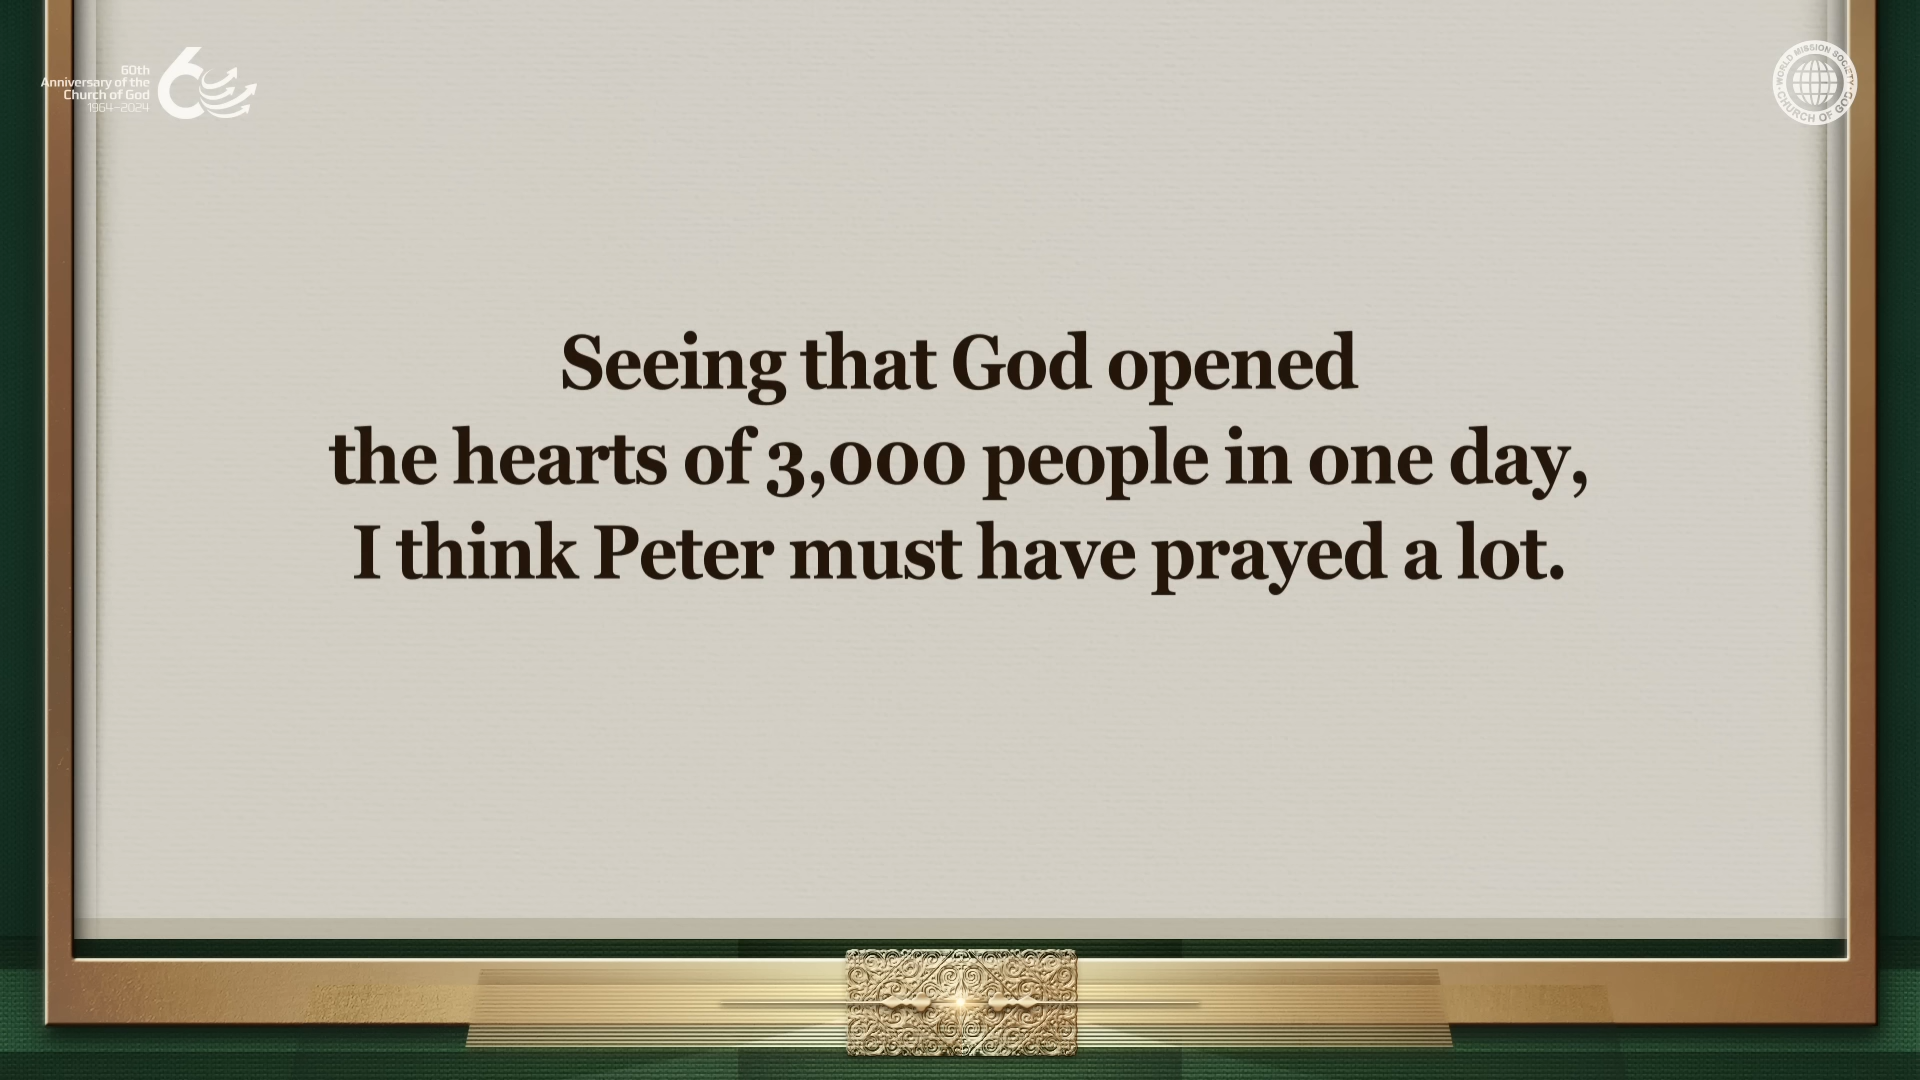 60th
Anniversary of the
Church of God
1964–2024
60
WORLD MISSION SOCIETY
CHURCH OF GOD
Seeing that God opened
the hearts of 3,000 people in one day,
I think Peter must have prayed a lot.